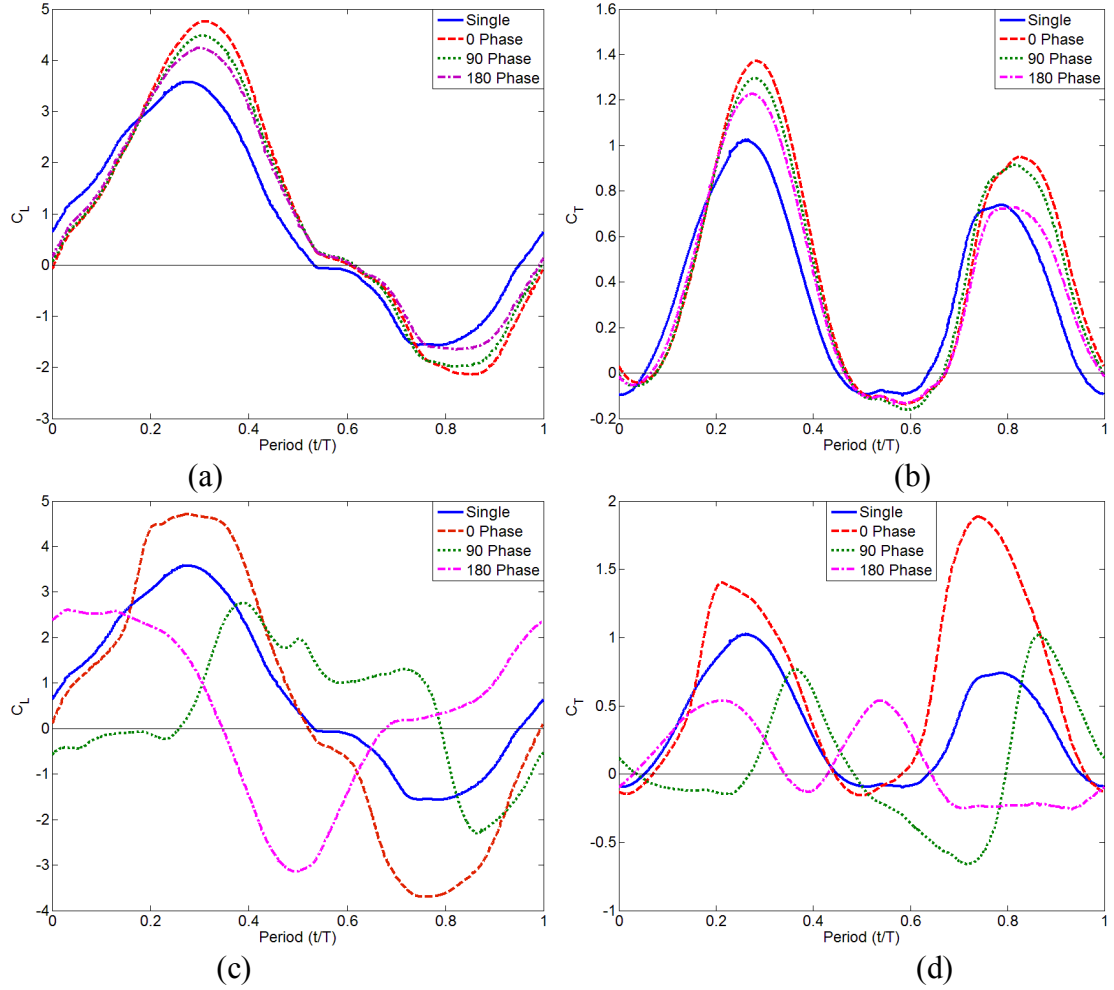 5
4
3
2
1
0
-1
-2
-3
C_L
0 0.2 0.4 0.6 0.8 1
Period (t/T)
Single
0 Phase
90 Phase
180 Phase
(a)
1.6
1.4
1.2
1
0.8
0.6
0.4
0.2
0
-0.2
C_T
0 0.2 0.4 0.6 0.8 1
Period (t/T)
Single
0 Phase
90 Phase
180 Phase
(b)
5
4
3
2
1
0
-1
-2
-3
-4
C_L
0 0.2 0.4 0.6 0.8 1
Period (t/T)
Single
0 Phase
90 Phase
180 Phase
(c)
2
1.5
1
0.5
0
-0.5
-1
C_T
0 0.2 0.4 0.6 0.8 1
Period (t/T)
Single
0 Phase
90 Phase
180 Phase
(d)